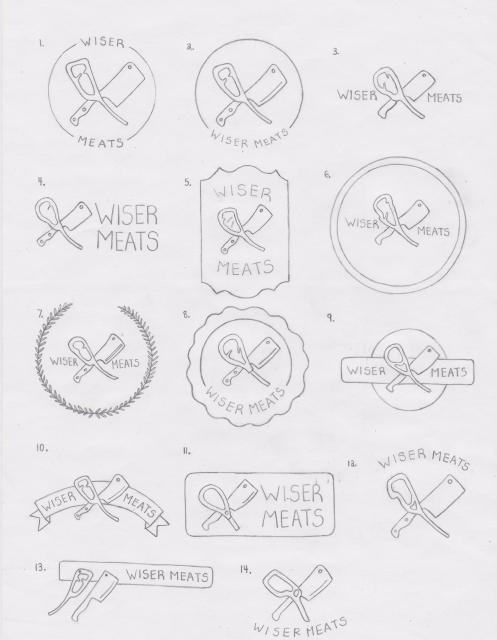 1.
WISER
MEATS
2.
WISER MEATS
3.
WISER MEATS
4.
WISER
MEATS
5.
WISER
MEATS
6.
WISER MEATS
7.
WISER MEATS
8.
WISER MEATS
9.
WISER MEATS
10.
WISER MEATS
11.
WISER
MEATS
12.
WISER MEATS
13.
WISER MEATS
14.
WISER MEATS